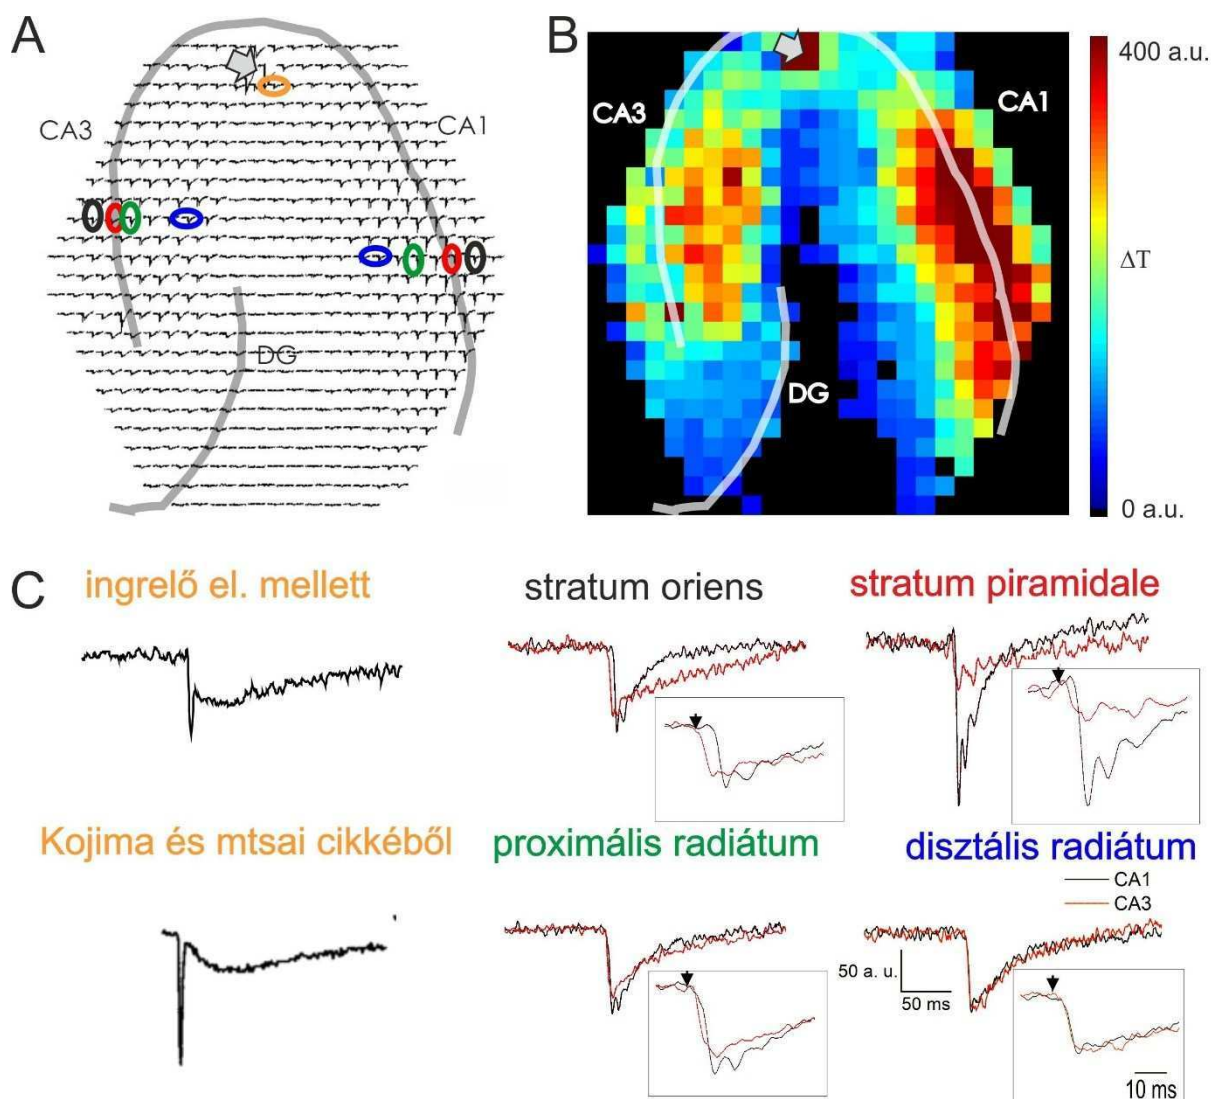 A
CA3
CA1
DG
B
CA3
CA1
DG
400 a.u.
ΔT
0 a.u.
C
ingrelő el. mellett
stratum oriens
stratum piramidale
Kojima és mtsai cikkéből
proximális radiátum
disztális radiátum
CA1
CA3
50 a. u.
50 ms
10 ms